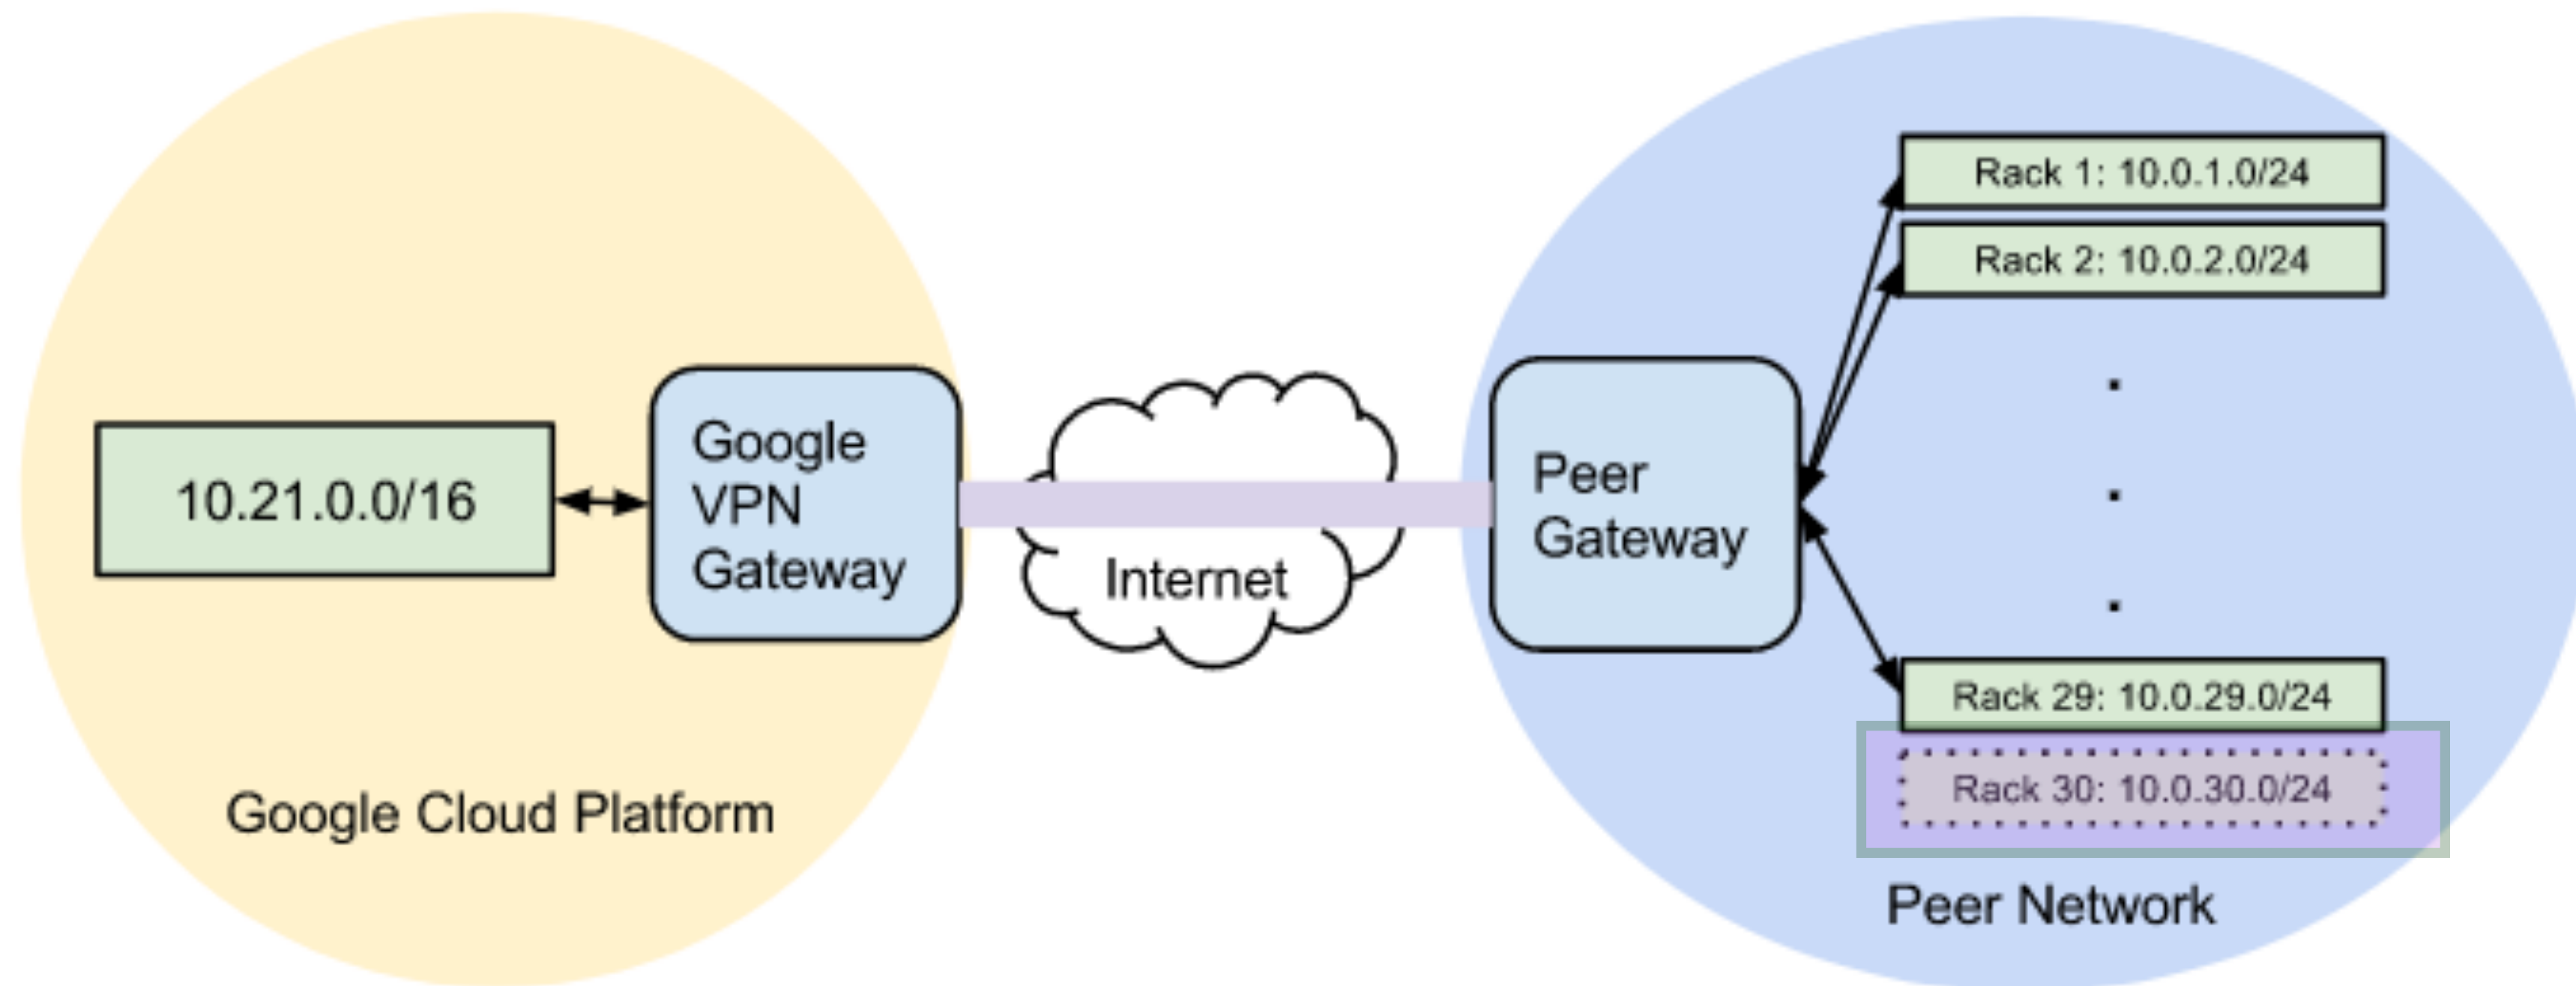 10.21.0.0/16
Google
VPN
Gateway
Google Cloud Platform
Internet
Peer
Gateway
Rack 1: 10.0.1.0/24
Rack 2: 10.0.2.0/24
.
.
.
Rack 29: 10.0.29.0/24
Rack 30: 10.0.30.0/24
Peer Network